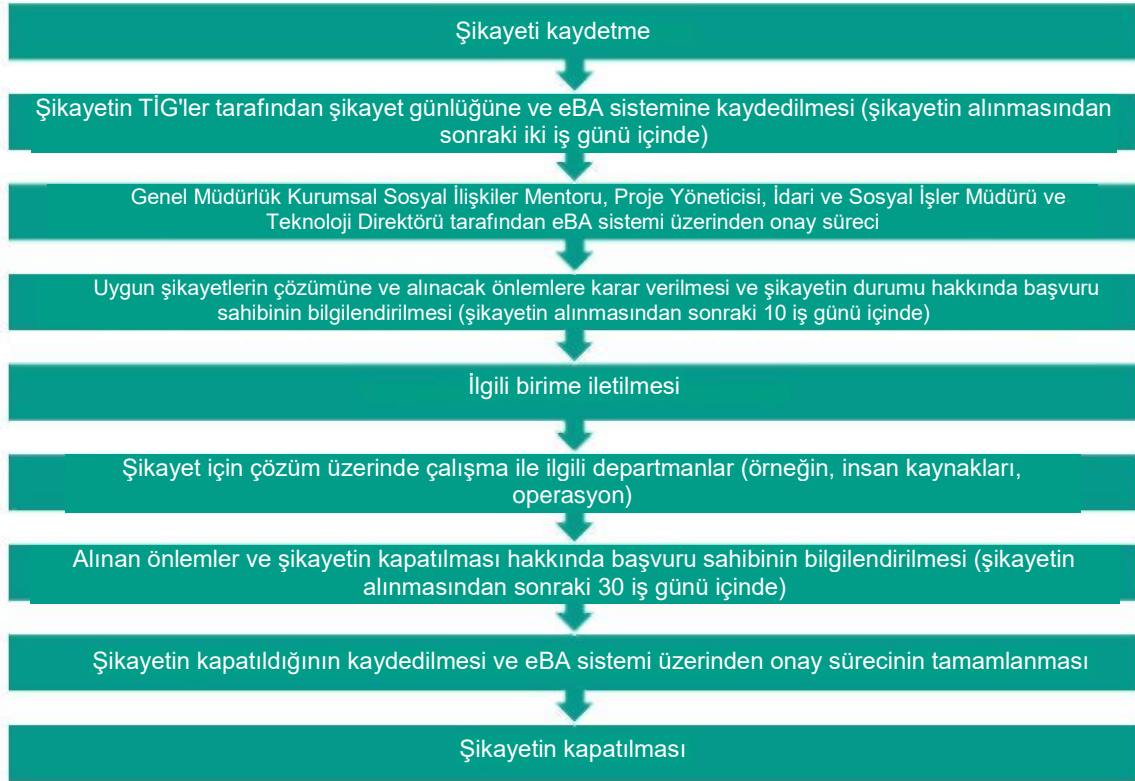 Şikayeti kaydetme
Şikayetin TİG'ler tarafından şikayet günlüğüne ve eBA sistemine kaydedilmesi (şikayetin alınmasından
sonraki iki iş günü içinde)
Genel Müdürlük Kurumsal Sosyal İlişkiler Mentoru, Proje Yöneticisi, İdari ve Sosyal İşler Müdürü ve
Teknoloji Direktörü tarafından eBA sistemi üzerinden onay süreci
Uygun şikayetlerin çözümüne ve alınacak önlemlere karar verilmesi ve şikayetin durumu hakkında başvuru
sahibinin bilgilendirilmesi (şikayetin alınmasından sonraki 10 iş günü içinde)
İlgili birime iletilmesi
Şikayet için çözüm üzerinde çalışma ile ilgili departmanlar (örneğin, insan kaynakları,
operasyon)
Alınan önlemler ve şikayetin kapatılması hakkında başvuru sahibinin bilgilendirilmesi (şikayetin
alınmasından sonraki 30 iş günü içinde)
Şikayetin kapatıldığının kaydedilmesi ve eBA sistemi üzerinden onay sürecinin tamamlanması
Şikayetin kapatılması